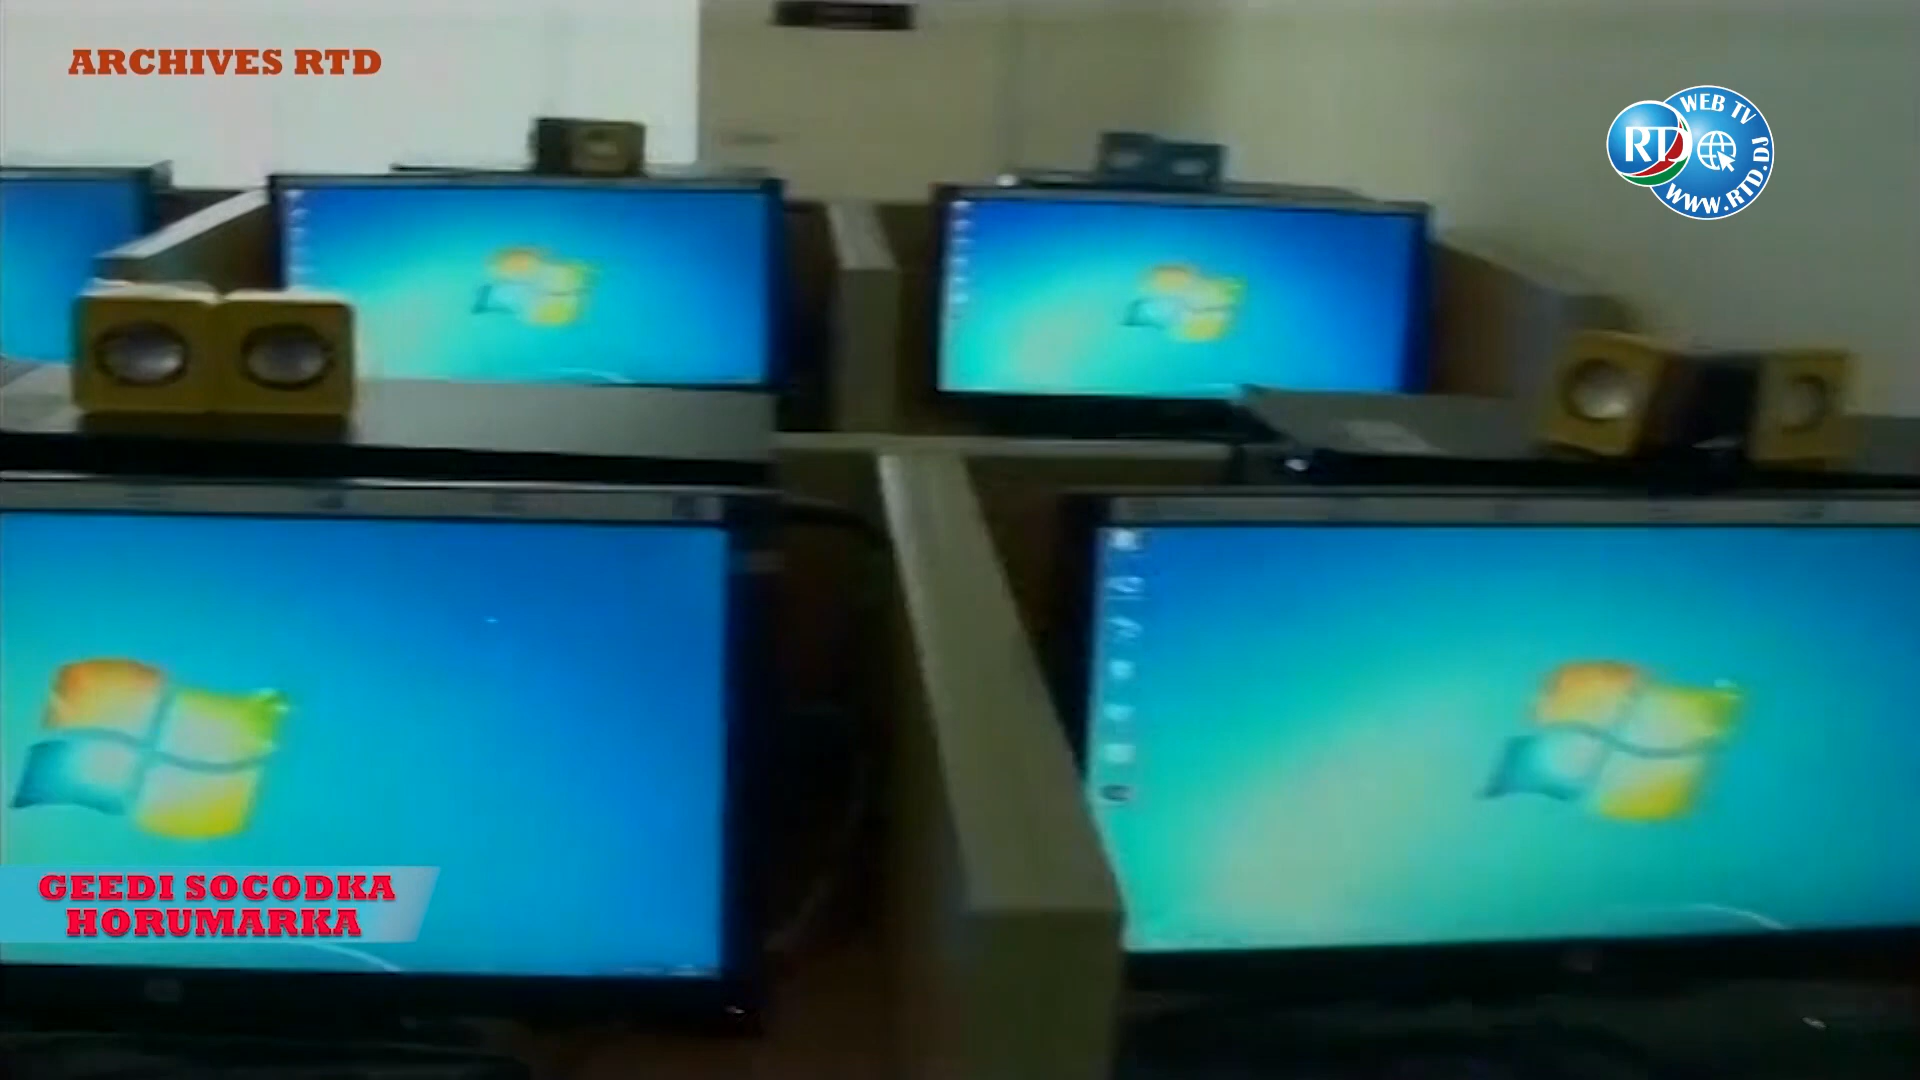 ARCHIVES RTD
WEB TV
RTD
WWW.RTD.DJ
GEEDI SOCODKA
HORUMARKA